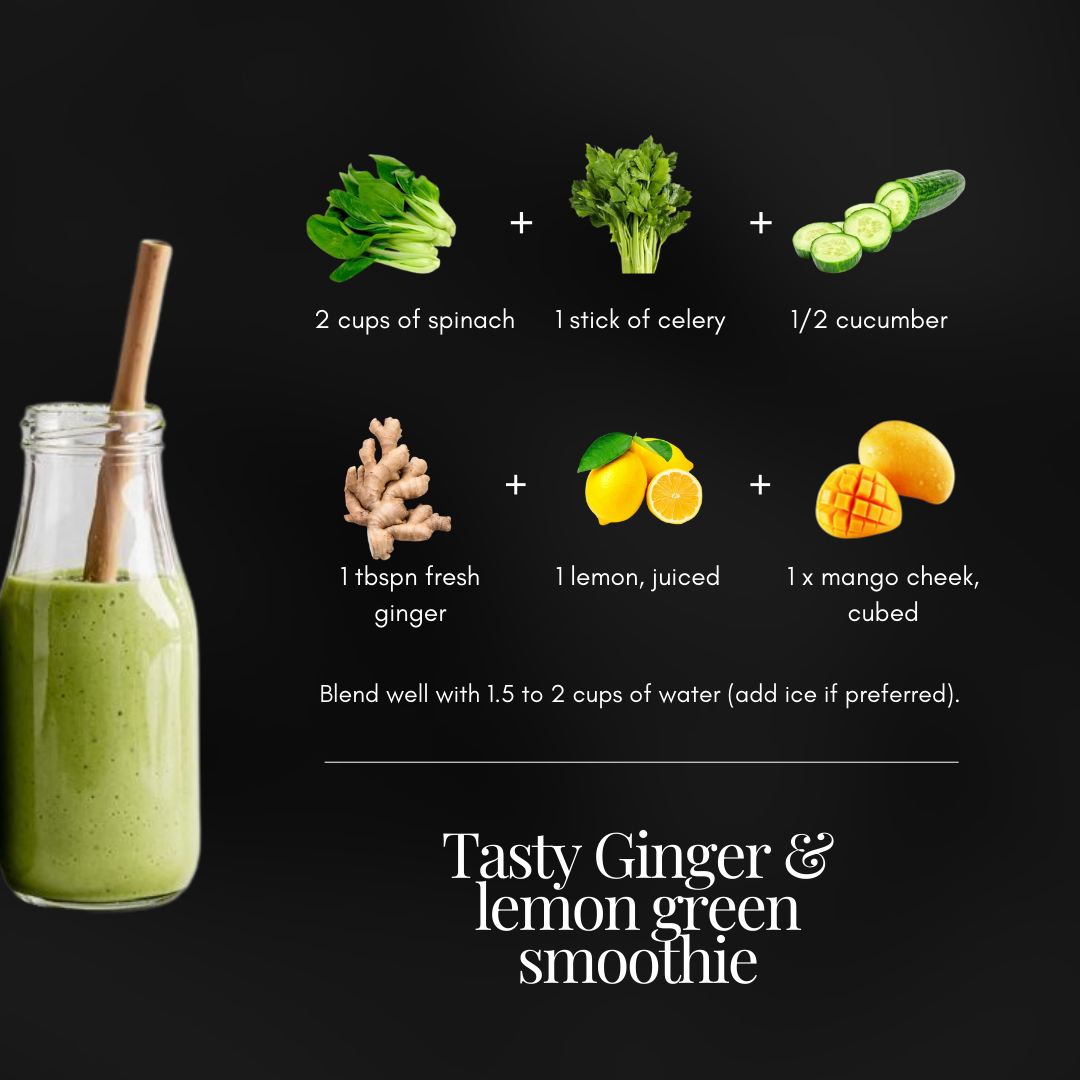 +
+
2 cups of spinach
1 stick of celery
1/2 cucumber
+
+
1 tbspn fresh
ginger
1 lemon, juiced
1 x mango cheek,
cubed
Blend well with 1.5 to 2 cups of water (add ice if preferred).
Tasty Ginger &
lemon green
smoothie